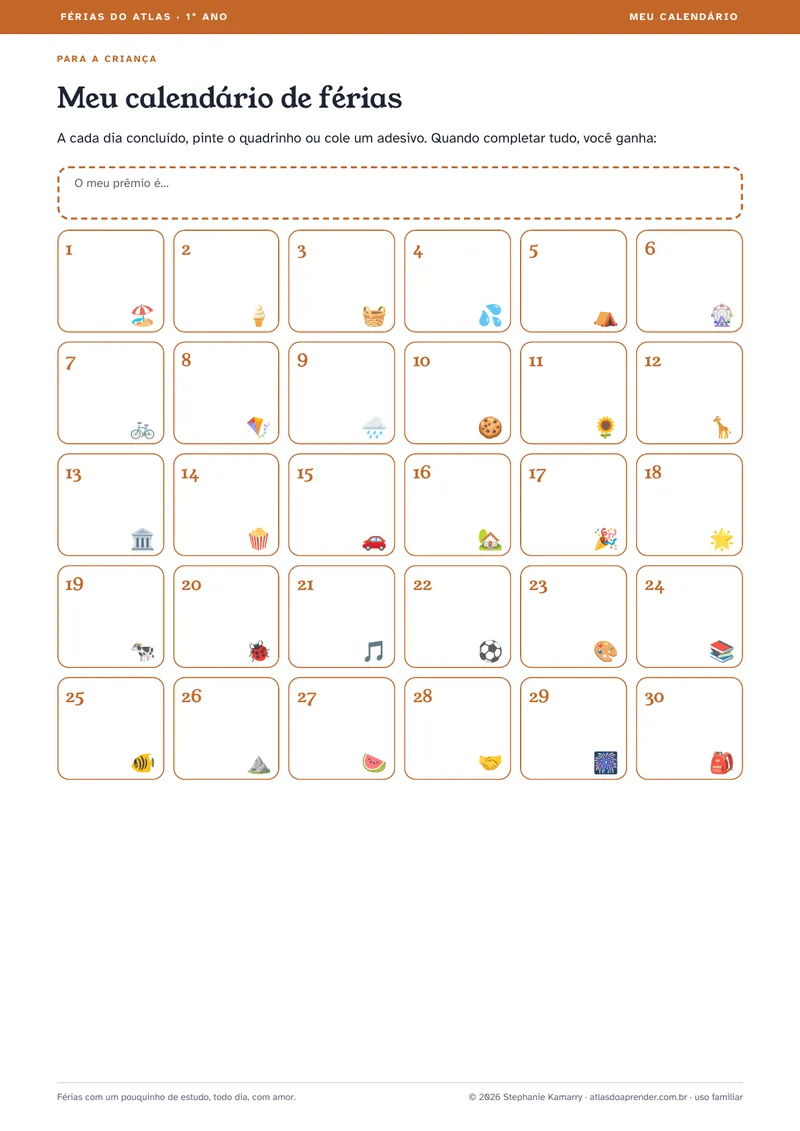 FÉRIAS DO ATLAS · 1º ANO
MEU CALENDÁRIO
PARA A CRIANÇA
Meu calendário de férias
A cada dia concluído, pinte o quadrinho ou cole um adesivo. Quando completar tudo, você ganha:
O meu prêmio é...
1 2 3 4 5 6
7 8 9 10 11 12
13 14 15 16 17 18
19 20 21 22 23 24
25 26 27 28 29 30
Férias com um pouquinho de estudo, todo dia, com amor.
© 2026 Stephanie Kamarry · atlasdoaprender.com.br · uso familiar